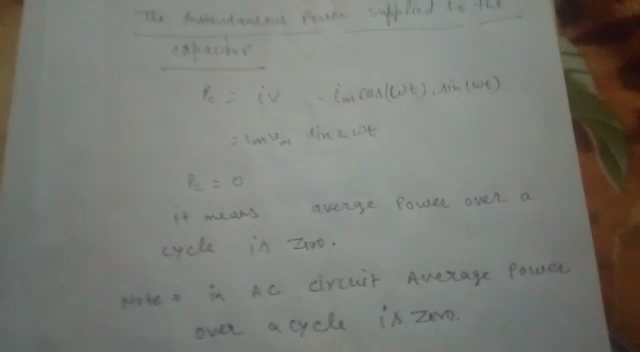 The Instantaneous Power supplied to the
capacitor
Pc = iv = im cos(ωt). sin(ωt)
= imVm sin 2ωt
Pc = 0
it means averge Power over a
cycle is Zero.
Note = in AC circuit Average Power
over a cycle is Zero.